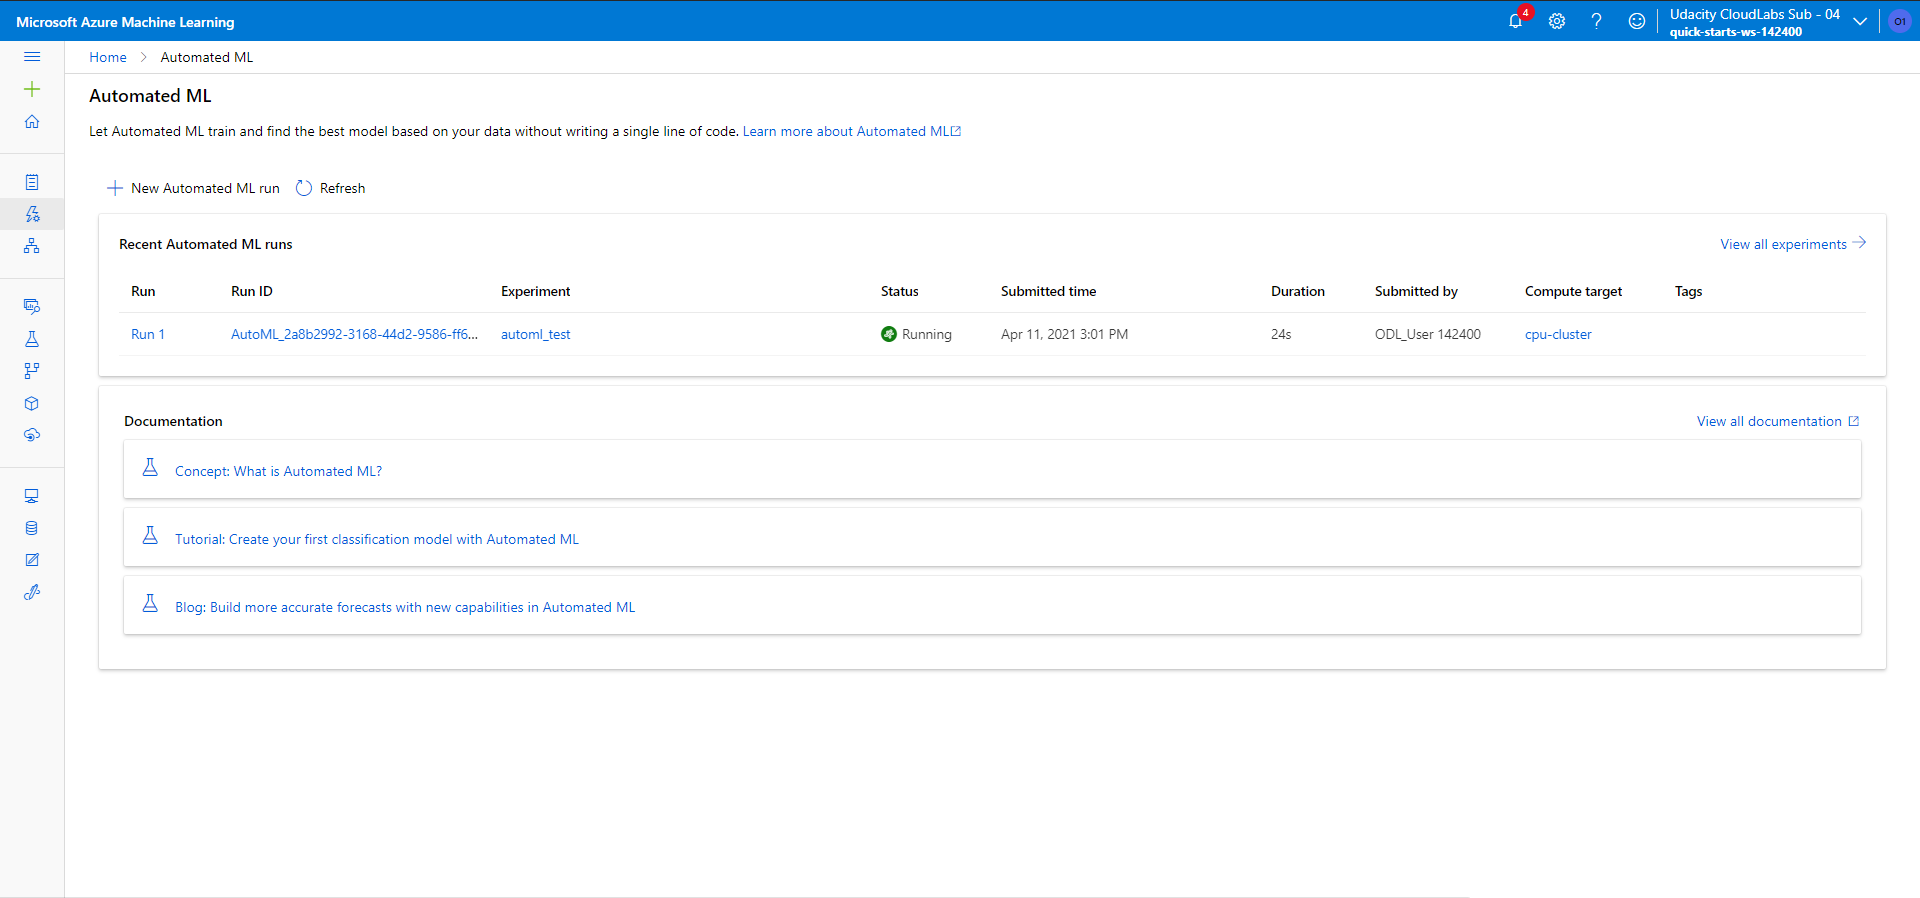 Microsoft Azure Machine Learning
4
Udacity CloudLabs Sub - 04
quick-starts-ws-142400
O1
Home > Automated ML
Automated ML
Let Automated ML train and find the best model based on your data without writing a single line of code. Learn more about Automated ML
New Automated ML run Refresh
Recent Automated ML runs View all experiments
Run Run ID Experiment Status Submitted time Duration Submitted by Compute target Tags
Run 1 AutoML_2a8b2992-3168-44d2-9586-ff6... automl_test Running Apr 11, 2021 3:01 PM 24s ODL_User 142400 cpu-cluster
Documentation View all documentation
Concept: What is Automated ML?
Tutorial: Create your first classification model with Automated ML
Blog: Build more accurate forecasts with new capabilities in Automated ML